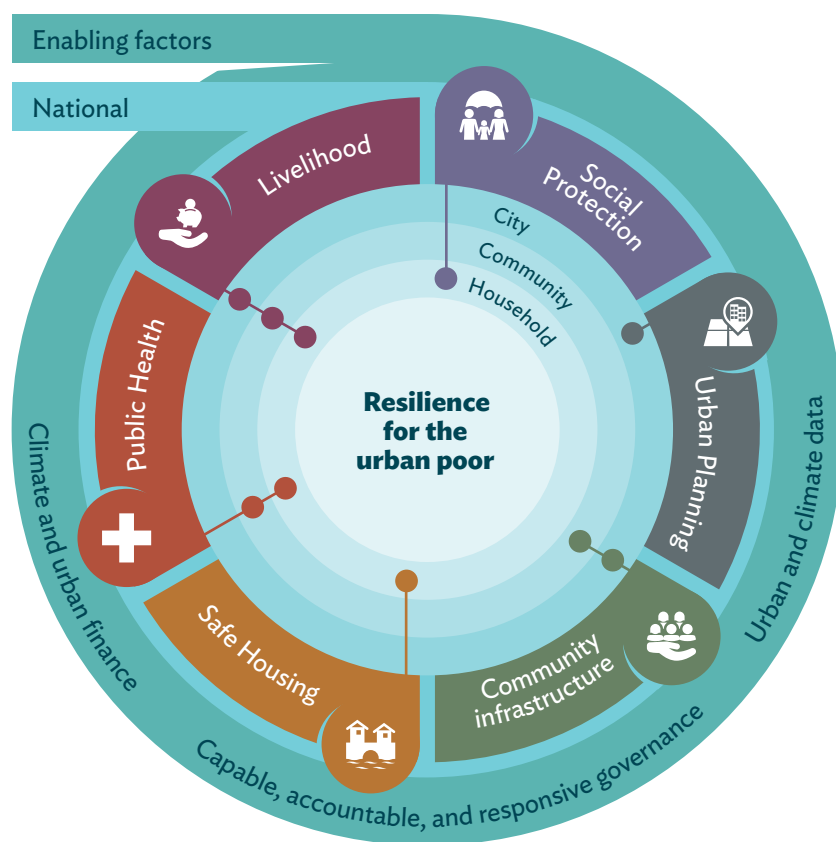 Enabling factors
National
Livelihood
Social
Protection
City
Community
Household
Public Health
Resilience
for the
urban poor
Urban Planning
Safe Housing
Community
infrastructure
Climate and urban finance
Capable, accountable, and responsive governance
Urban and climate data